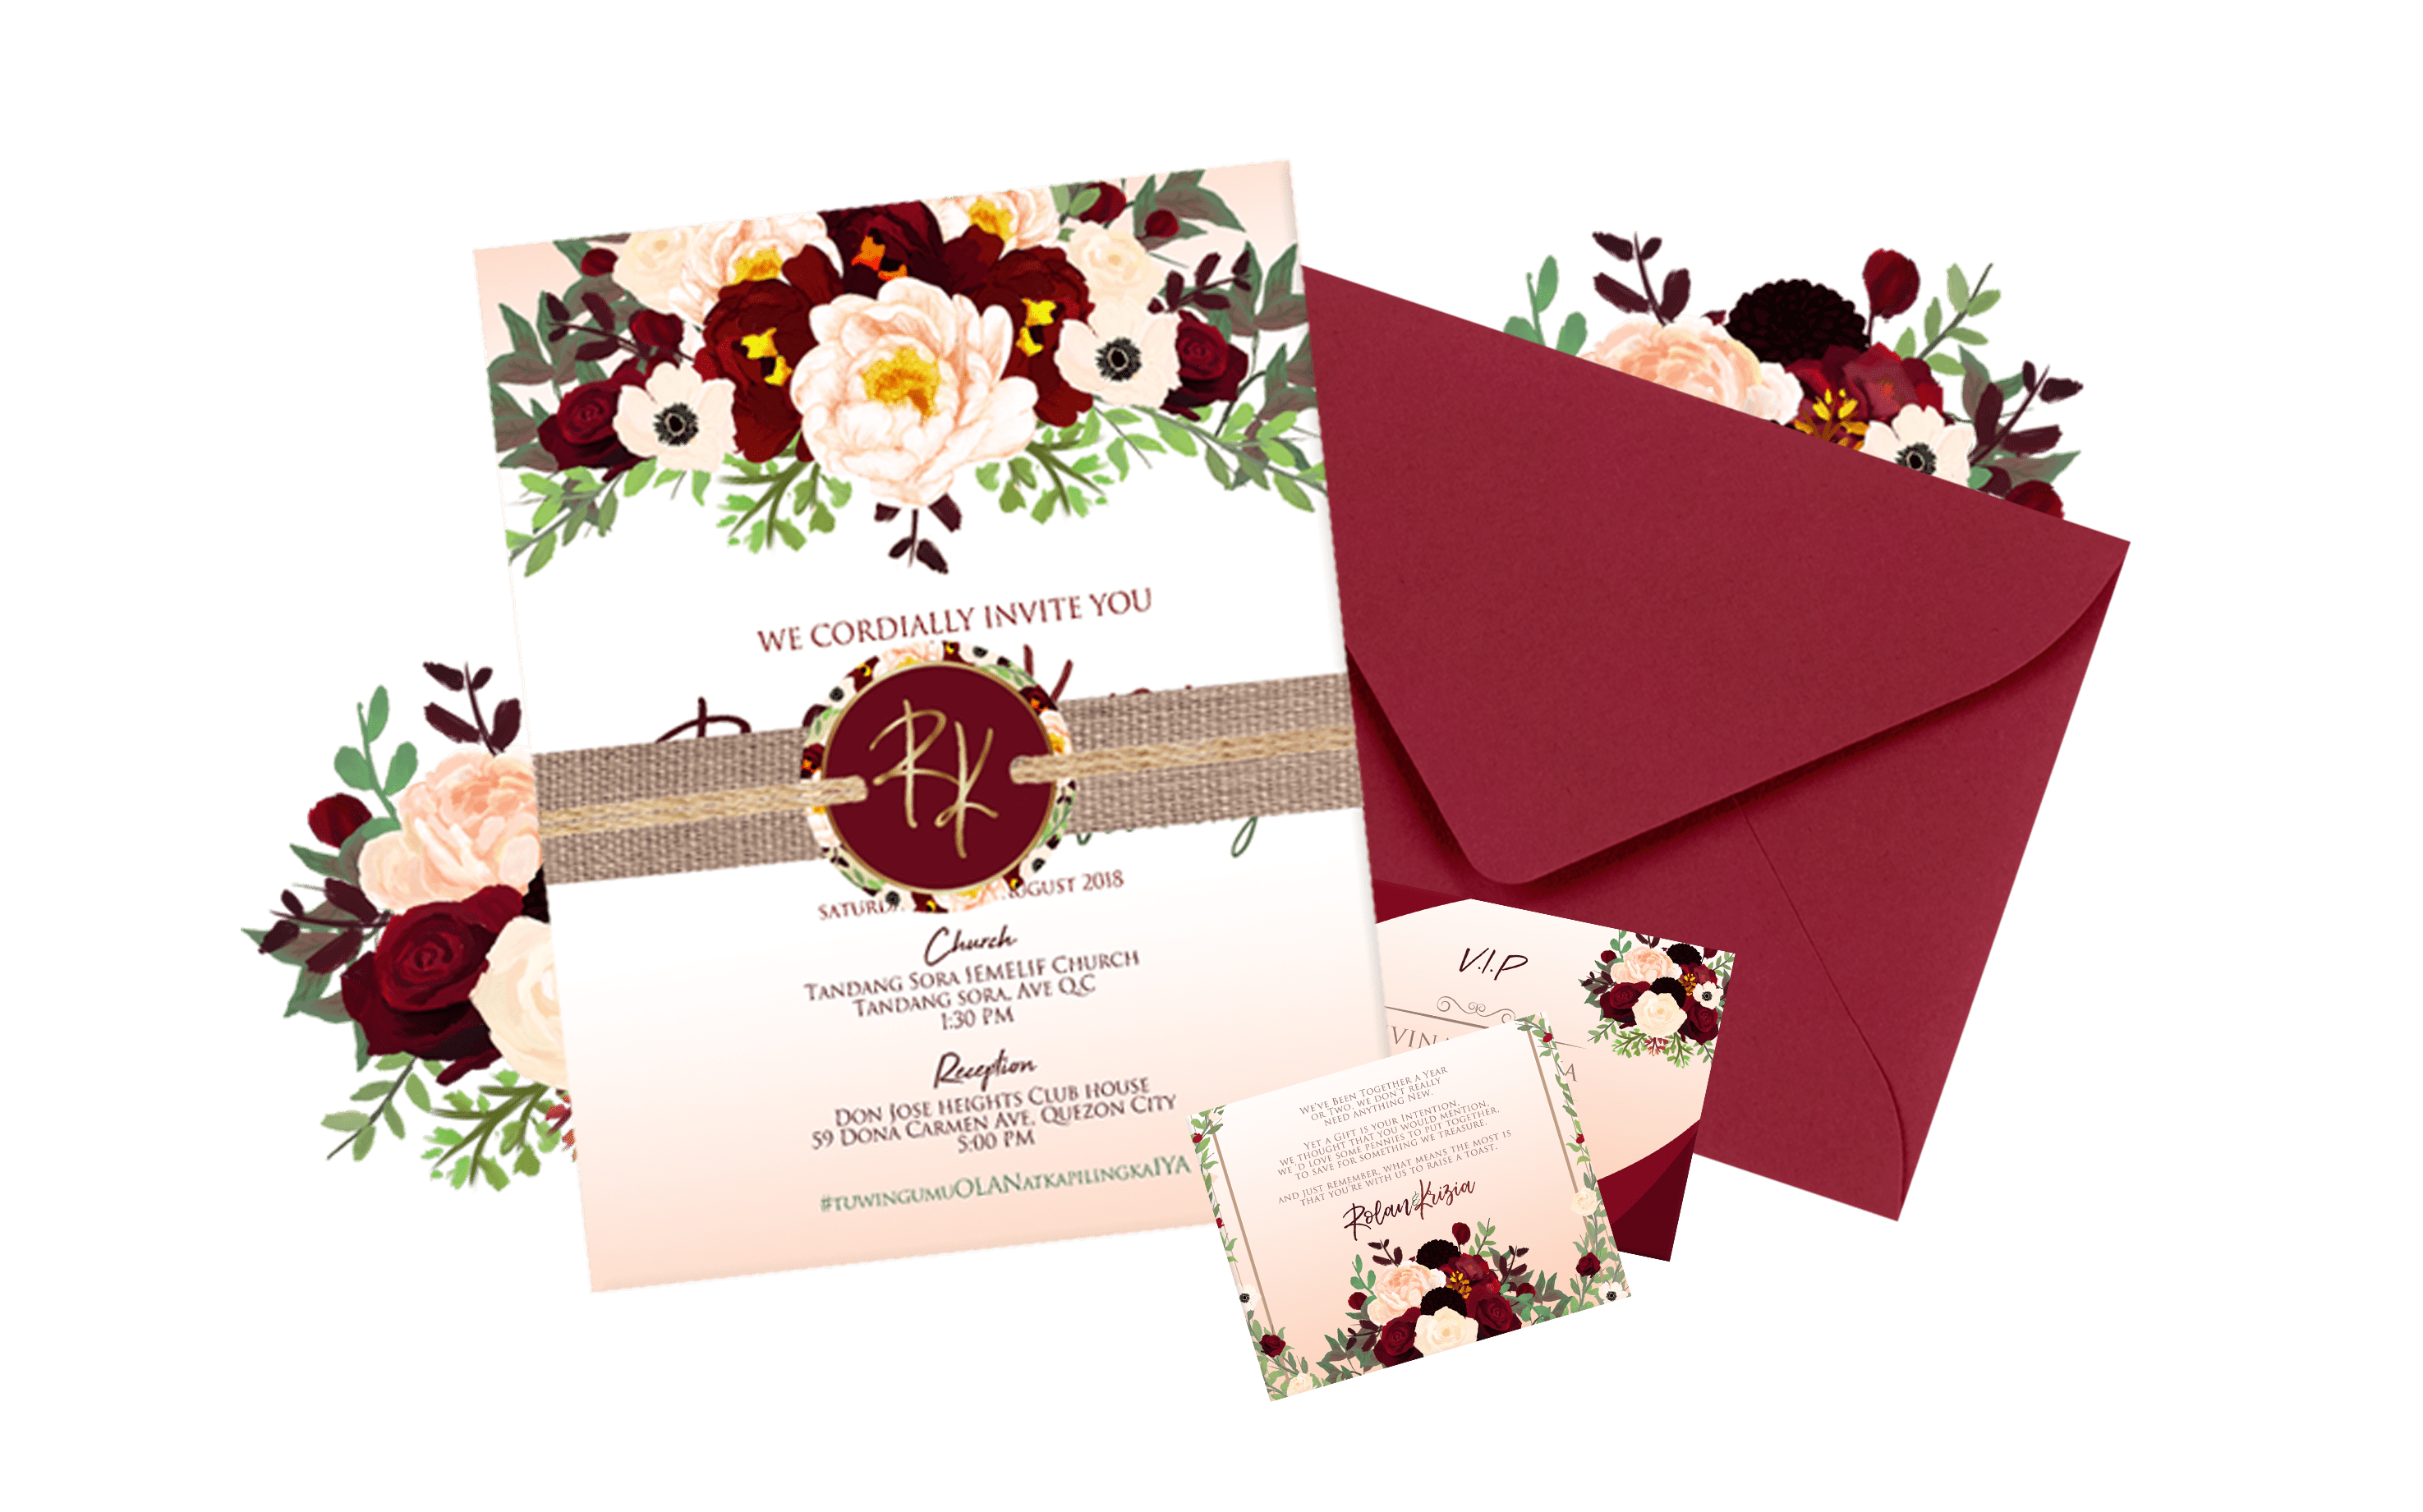 WE CORDIALLY INVITE YOU
RK
2018
Church
TANDANG SORA IEMELIF CHURCH
TANDANG SORA, AVE Q.C
1:30 PM
Reception
DON JOSE HEIGHTS CLUB HOUSE
59 DONA CARMEN AVE, QUEZON CITY
5:00 PM
#TUWINGUMUOLANATKAPILINGKAIYA
V.I.P
WE'VE BEEN TOGETHER A YEAR
OR TWO, WE DON'T REALLY
NEED ANYTHING NEW.
YET A GIFT IS YOUR INTENTION,
WE THOUGHT THAT YOU WOULD MENTION,
WE 'D LOVE SOME PENNIES TO PUT TOGETHER,
TO SAVE FOR SOMETHING WE TREASURE.
AND JUST REMEMBER, WHAT MEANS THE MOST IS
THAT YOU'RE WITH US TO RAISE A TOAST.
Rolan & Krizia